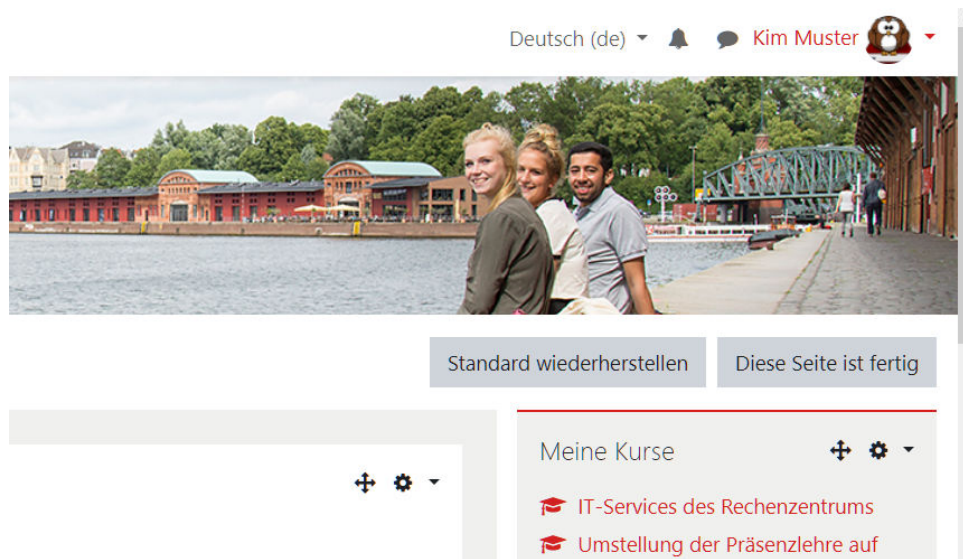 Deutsch (de)
Kim Muster
Standard wiederherstellen
Diese Seite ist fertig
Meine Kurse
IT-Services des Rechenzentrums
Umstellung der Präsenzlehre auf